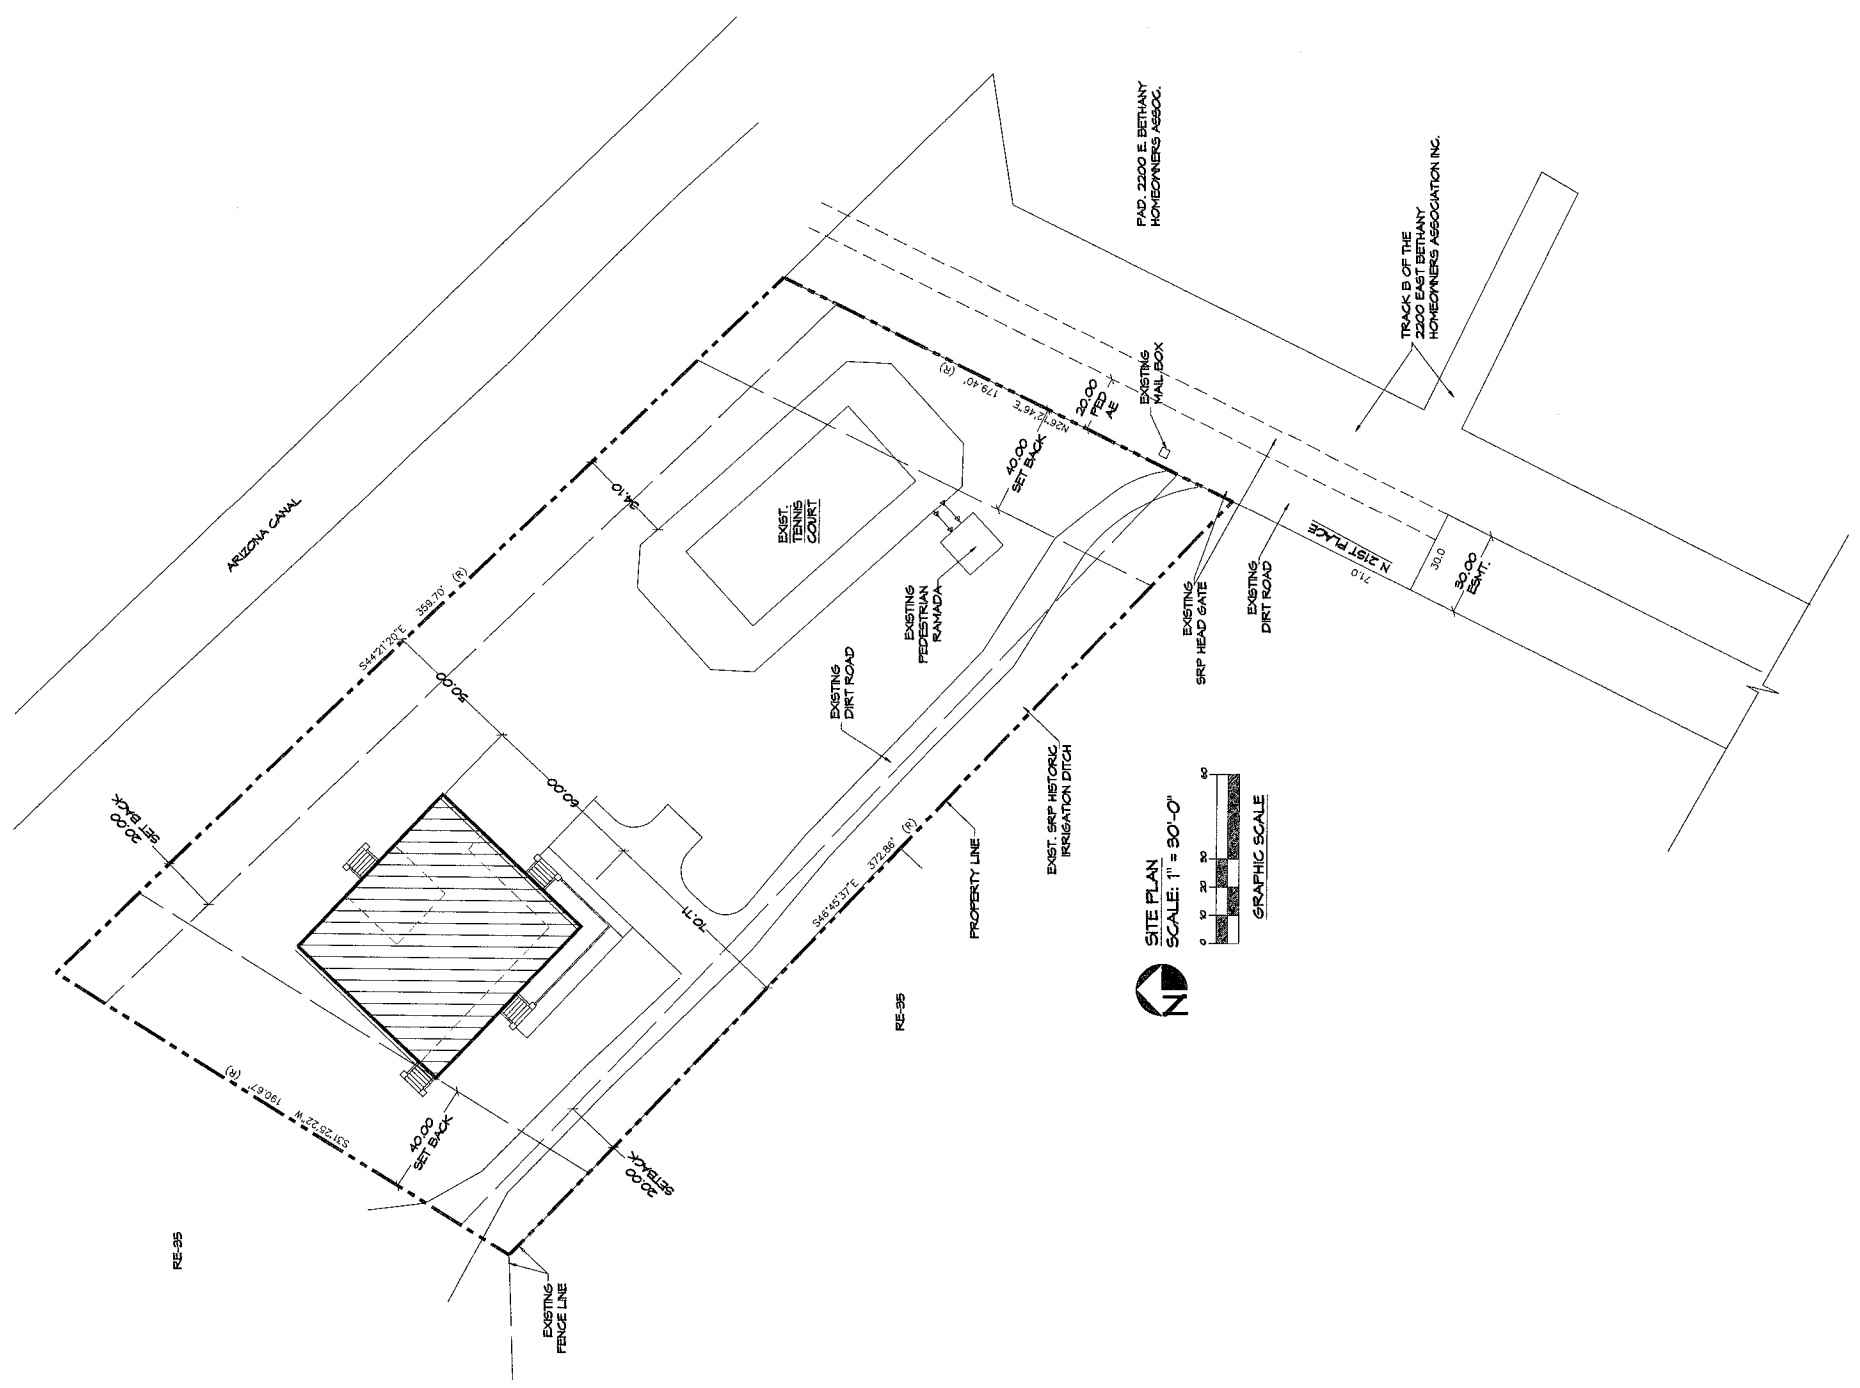 ARIZONA CANAL
PAD. 2200 E. BETHANY
HOMEOWNERS ASSOC.
TRACK B OF THE
2200 EAST BETHANY
HOMEOWNERS ASSOCIATION INC.
S44°21'20"E 359.70' (R)
34.10
50.00
60.00
70.71
20.00
SET BACK
EXIST.
TENNIS
COURT
N26°12'46"E 179.40' (R)
40.00
SET BACK
20.00
PED
AE
EXISTING
MAIL BOX
EXISTING
PEDESTRIAN
RAMADA
EXISTING
DIRT ROAD
EXISTING
SRP HEAD GATE
EXISTING
DIRT ROAD
N 21ST PLACE
71.0
30.0
30.00
ESMT.
EXIST. SRP HISTORIC
IRRIGATION DITCH
PROPERTY LINE
S46°45'37"E 372.86' (R)
S31°25'22"W 190.67' (R)
40.00
SET BACK
20.00
SETBACK
RE-35
RE-35
EXISTING
FENCE LINE
N
SITE PLAN
SCALE: 1" = 30'-0"
0 10 20 30 60
GRAPHIC SCALE